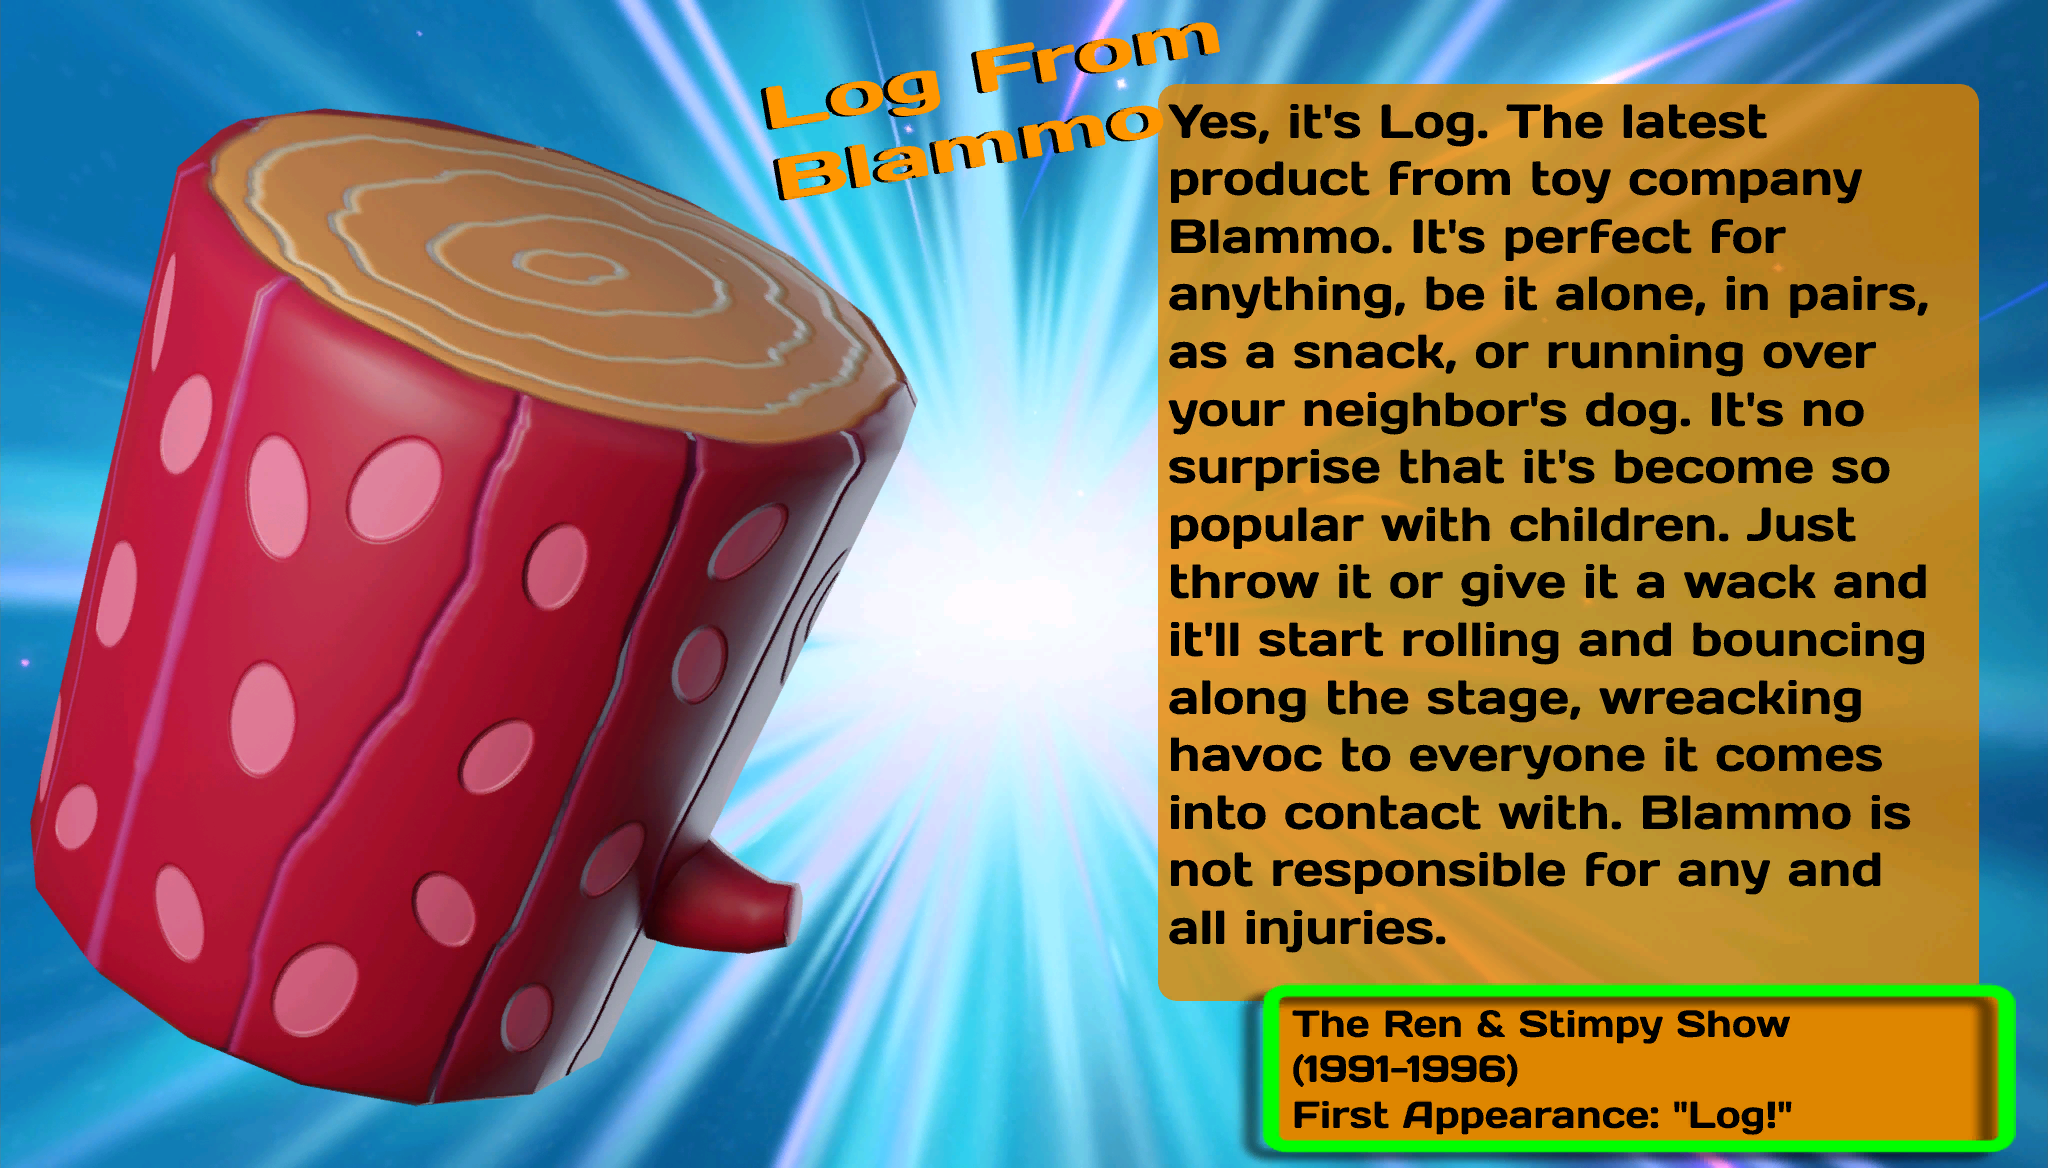 Log From
Blammo
Yes, it's Log. The latest
product from toy company
Blammo. It's perfect for
anything, be it alone, in pairs,
as a snack, or running over
your neighbor's dog. It's no
surprise that it's become so
popular with children. Just
throw it or give it a wack and
it'll start rolling and bouncing
along the stage, wreacking
havoc to everyone it comes
into contact with. Blammo is
not responsible for any and
all injuries.
The Ren & Stimpy Show
(1991-1996)
First Appearance: "Log!"